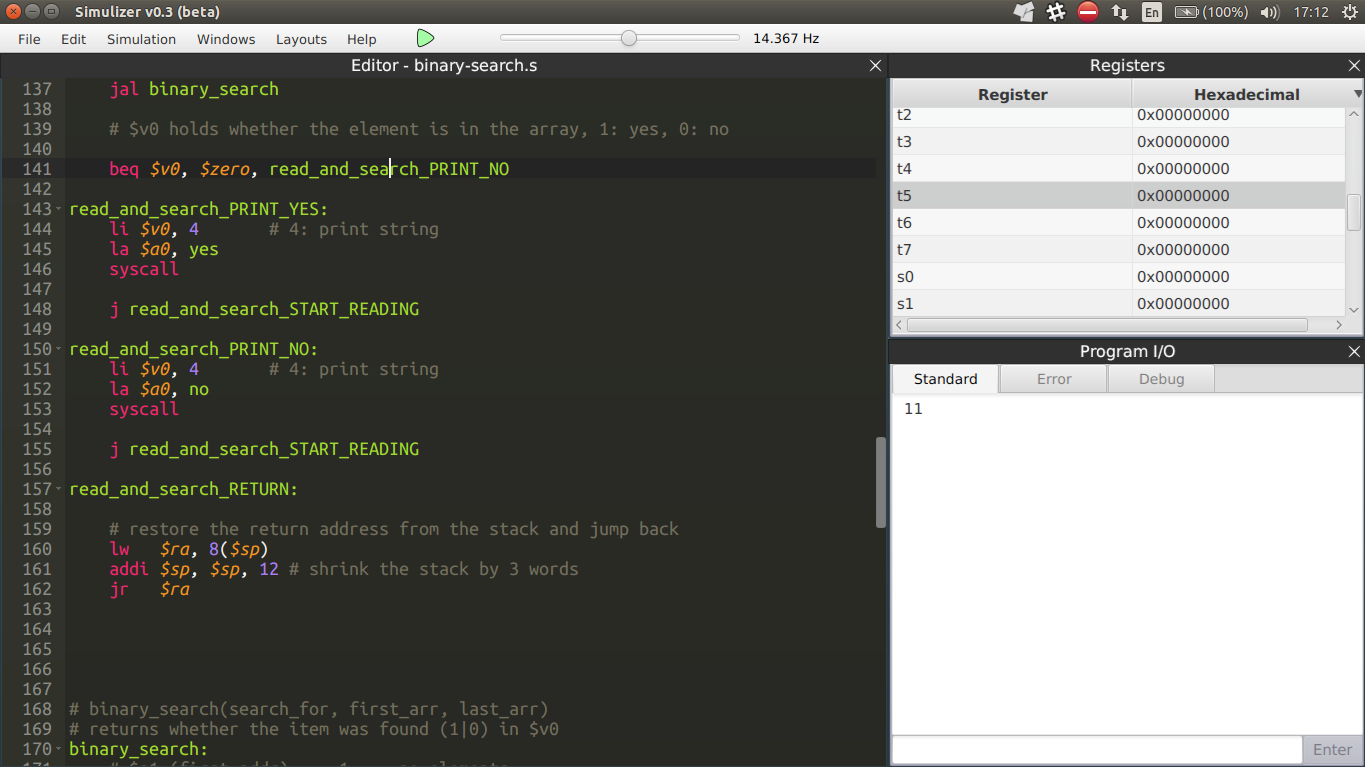 Simulizer v0.3 (beta)
En (100%) 17:12
File Edit Simulation Windows Layouts Help 14.367 Hz
Editor - binary-search.s
137 jal binary_search
138
139 # $v0 holds whether the element is in the array, 1: yes, 0: no
140
141 beq $v0, $zero, read_and_search_PRINT_NO
142
143 read_and_search_PRINT_YES:
144 li $v0, 4 # 4: print string
145 la $a0, yes
146 syscall
147
148 j read_and_search_START_READING
149
150 read_and_search_PRINT_NO:
151 li $v0, 4 # 4: print string
152 la $a0, no
153 syscall
154
155 j read_and_search_START_READING
156
157 read_and_search_RETURN:
158
159 # restore the return address from the stack and jump back
160 lw $ra, 8($sp)
161 addi $sp, $sp, 12 # shrink the stack by 3 words
162 jr $ra
163
164
165
166
167
168 # binary_search(search_for, first_arr, last_arr)
169 # returns whether the item was found (1|0) in $v0
170 binary_search:
Registers
Register Hexadecimal
t2 0x00000000
t3 0x00000000
t4 0x00000000
t5 0x00000000
t6 0x00000000
t7 0x00000000
s0 0x00000000
s1 0x00000000
Program I/O
Standard Error Debug
11
Enter